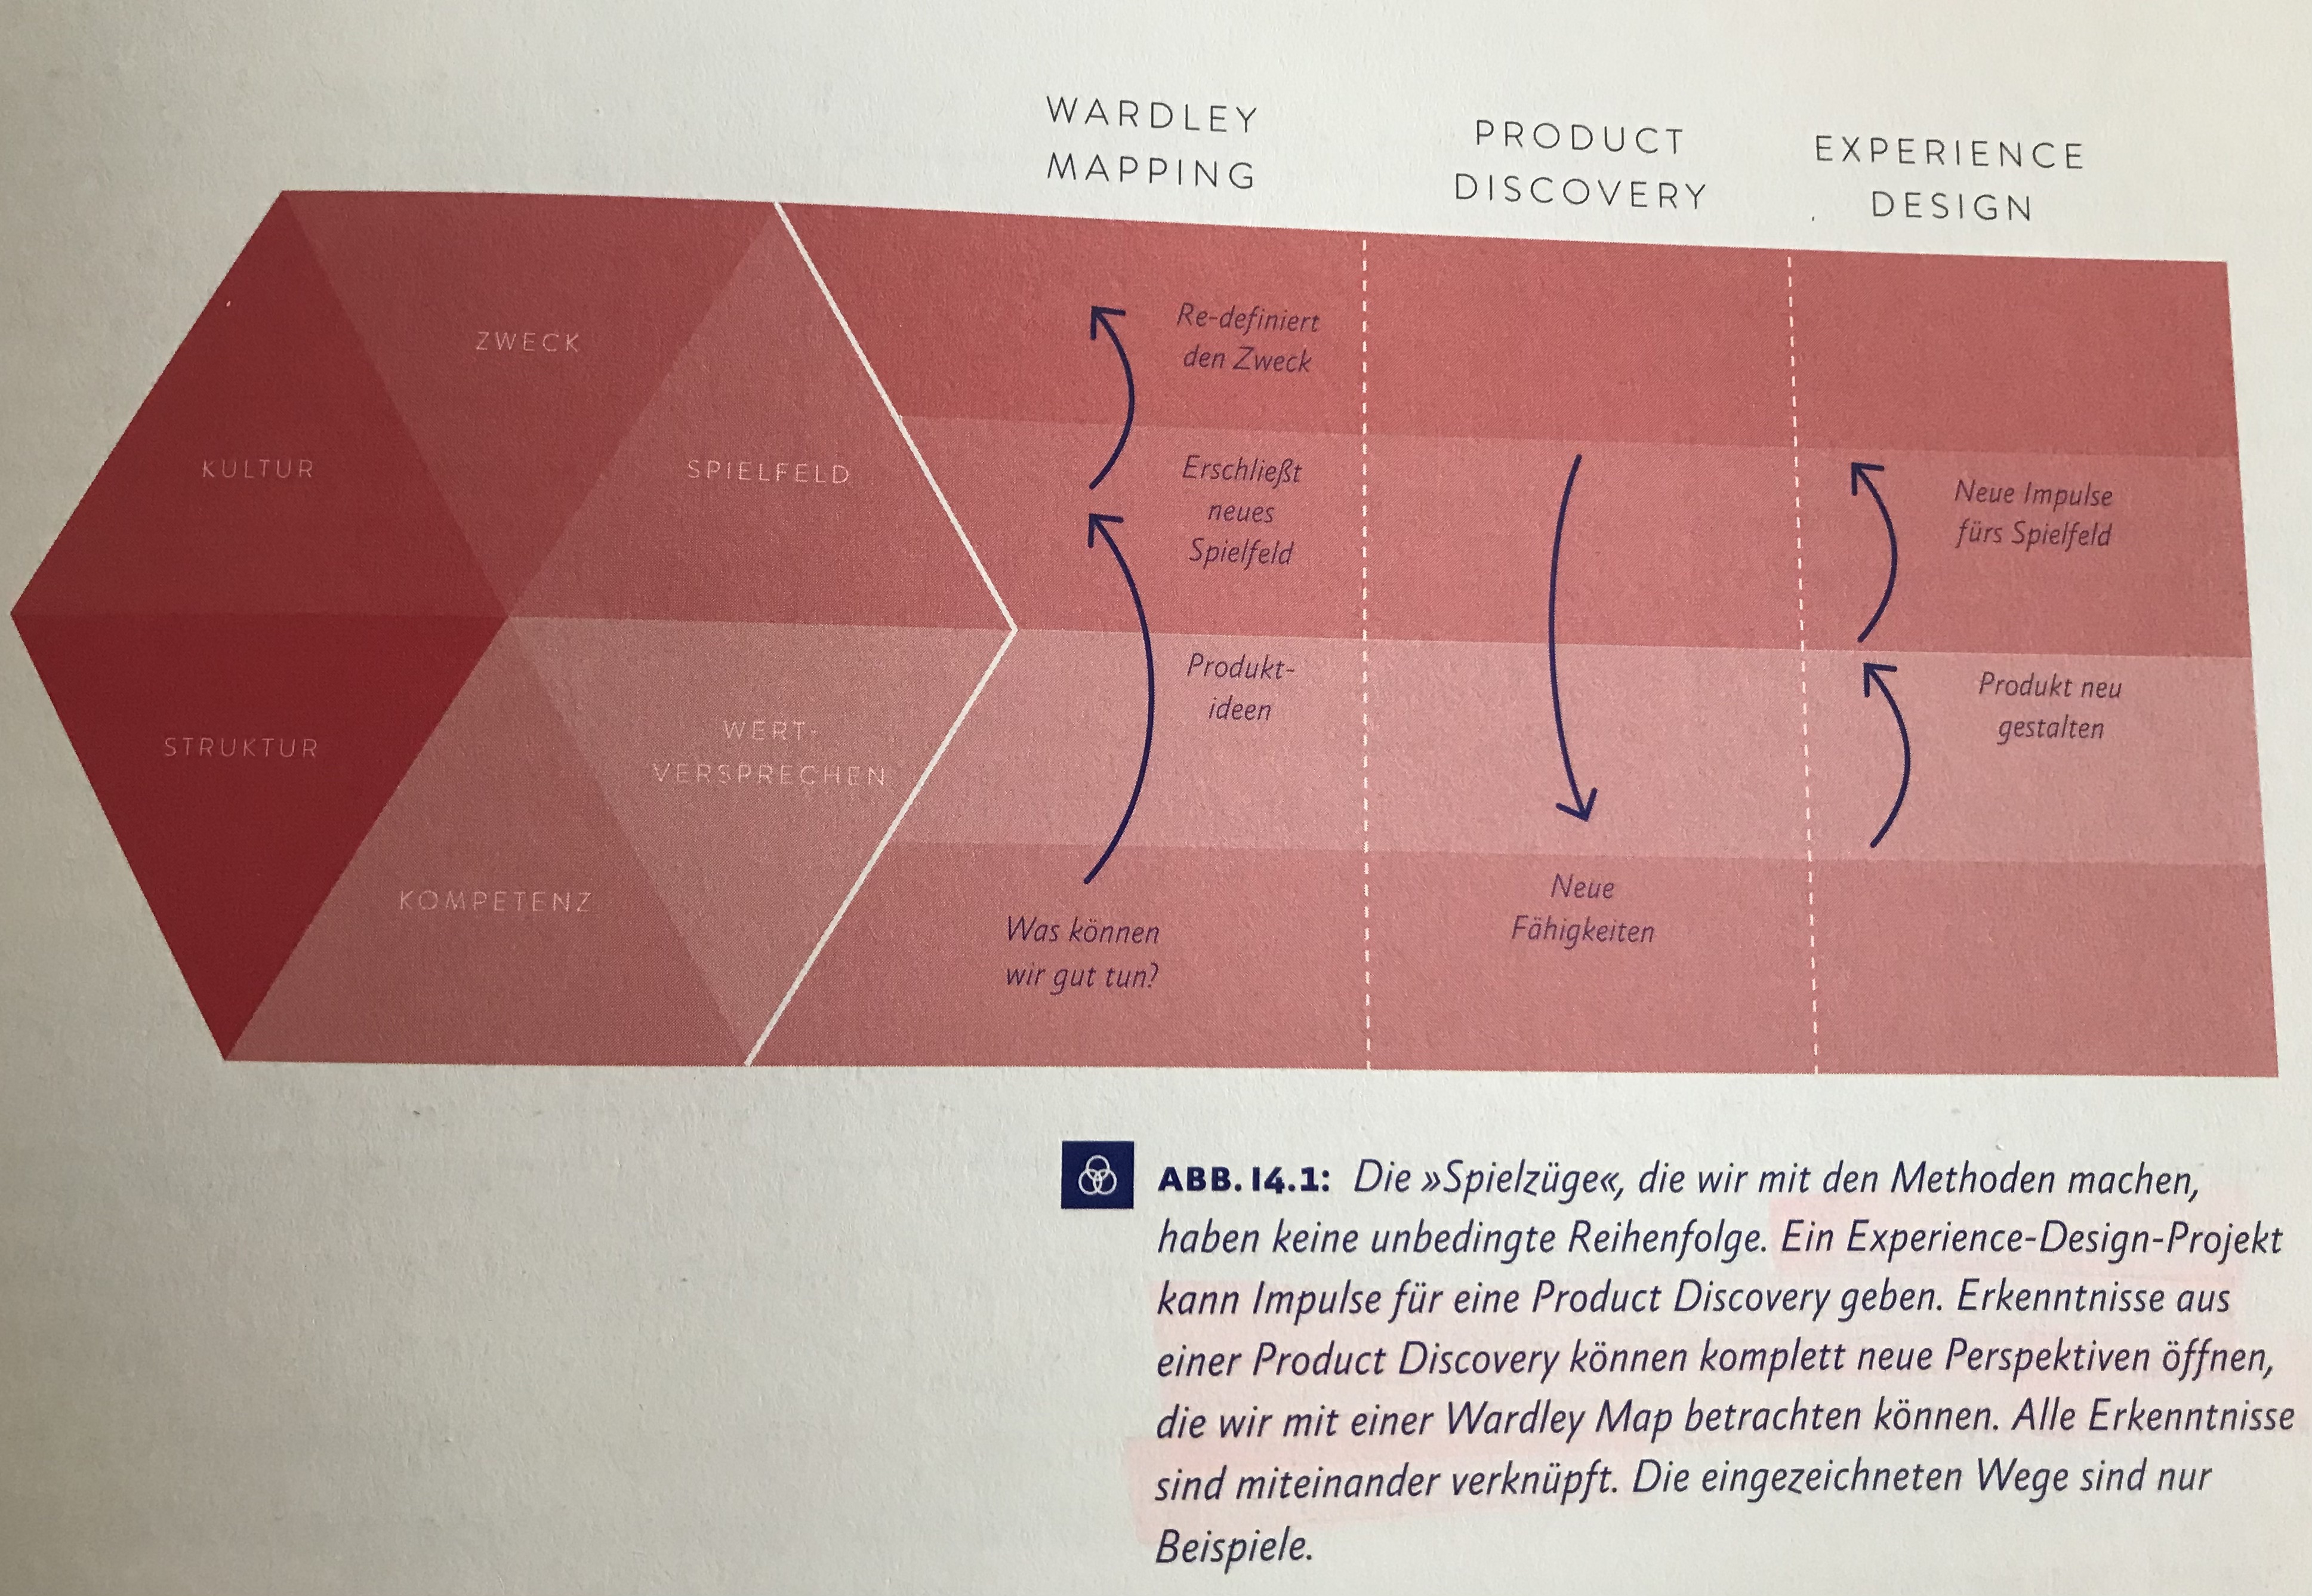 WARDLEY
MAPPING
PRODUCT
DISCOVERY
EXPERIENCE
DESIGN
ZWECK
KULTUR
SPIELFELD
STRUKTUR
WERT-
VERSPRECHEN
KOMPETENZ
Re-definiert
den Zweck
Erschließt
neues
Spielfeld
Produkt-
ideen
Was können
wir gut tun?
Neue
Fähigkeiten
Neue Impulse
fürs Spielfeld
Produkt neu
gestalten
ABB. 14.1: Die »Spielzüge«, die wir mit den Methoden machen,
haben keine unbedingte Reihenfolge. Ein Experience-Design-Projekt
kann Impulse für eine Product Discovery geben. Erkenntnisse aus
einer Product Discovery können komplett neue Perspektiven öffnen,
die wir mit einer Wardley Map betrachten können. Alle Erkenntnisse
sind miteinander verknüpft. Die eingezeichneten Wege sind nur
Beispiele.